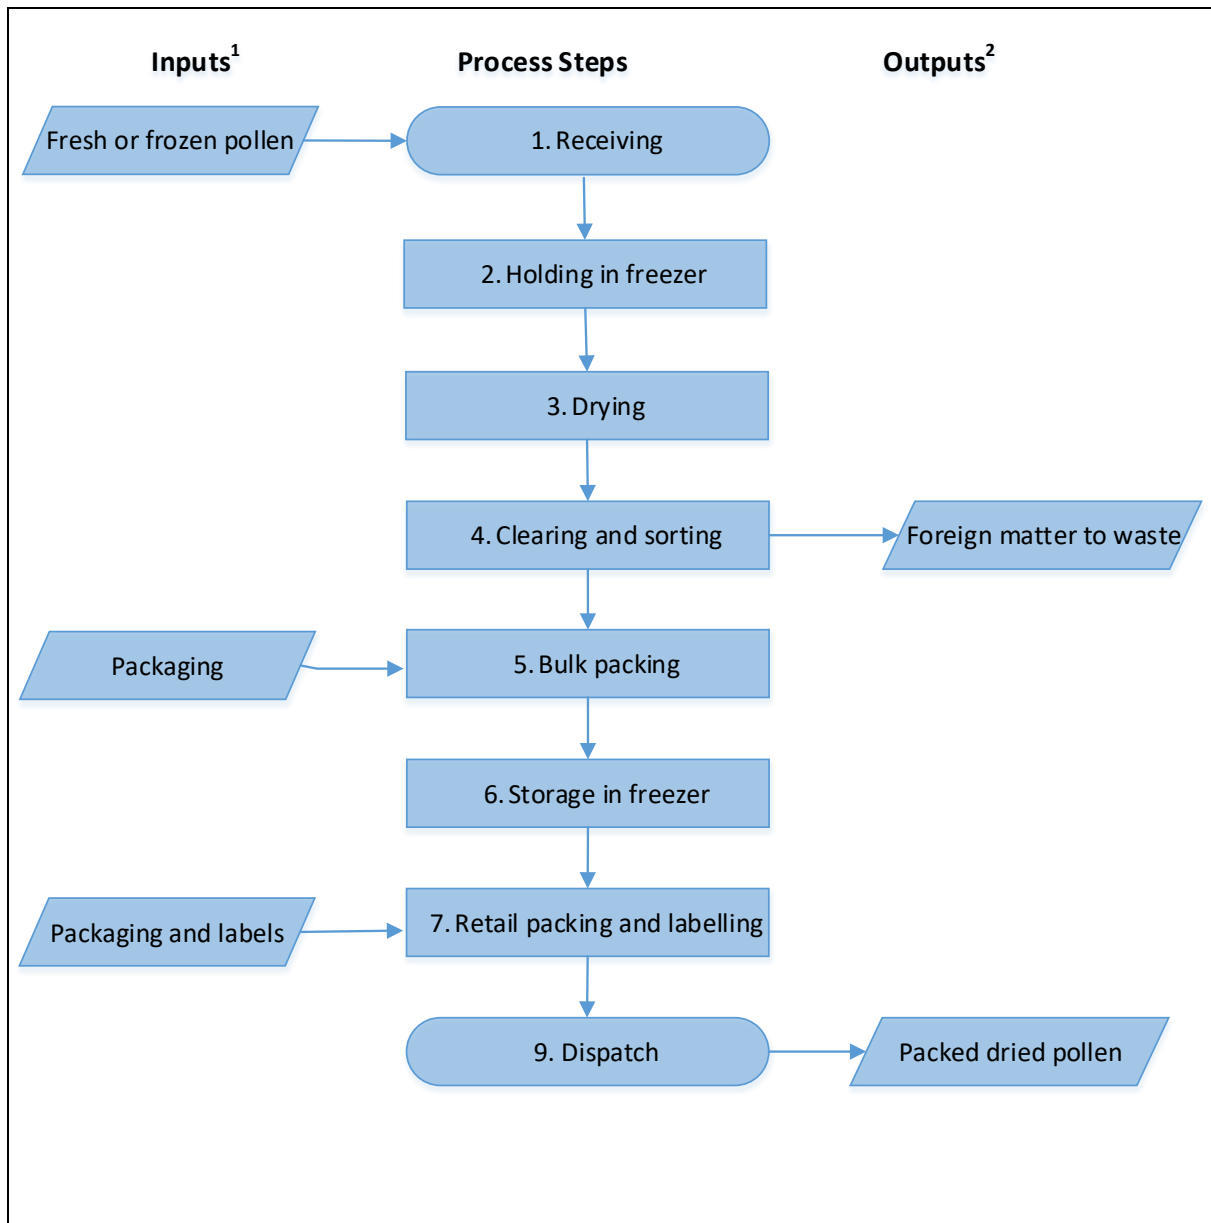 Inputs1 Process Steps Outputs2
Fresh or frozen pollen 1. Receiving
2. Holding in freezer
3. Drying
4. Clearing and sorting Foreign matter to waste
Packaging 5. Bulk packing
6. Storage in freezer
Packaging and labels 7. Retail packing and labelling
9. Dispatch Packed dried pollen